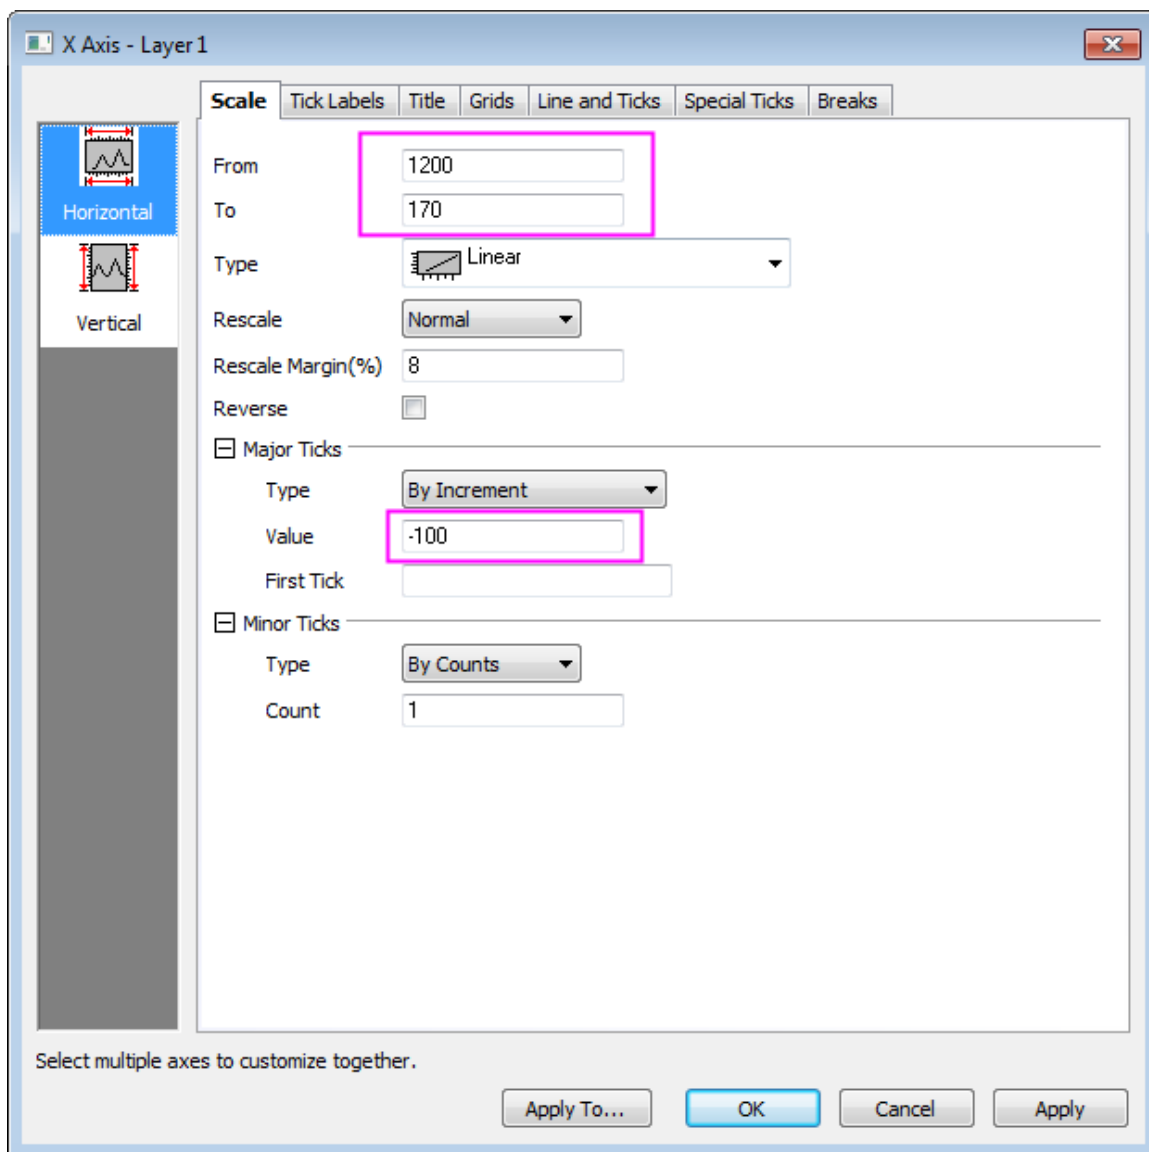 X Axis - Layer 1
Scale Tick Labels Title Grids Line and Ticks Special Ticks Breaks
Horizontal
Vertical
From 1200
To 170
Type Linear
Rescale Normal
Rescale Margin(%) 8
Reverse
Major Ticks
Type By Increment
Value -100
First Tick
Minor Ticks
Type By Counts
Count 1
Select multiple axes to customize together.
Apply To... OK Cancel Apply